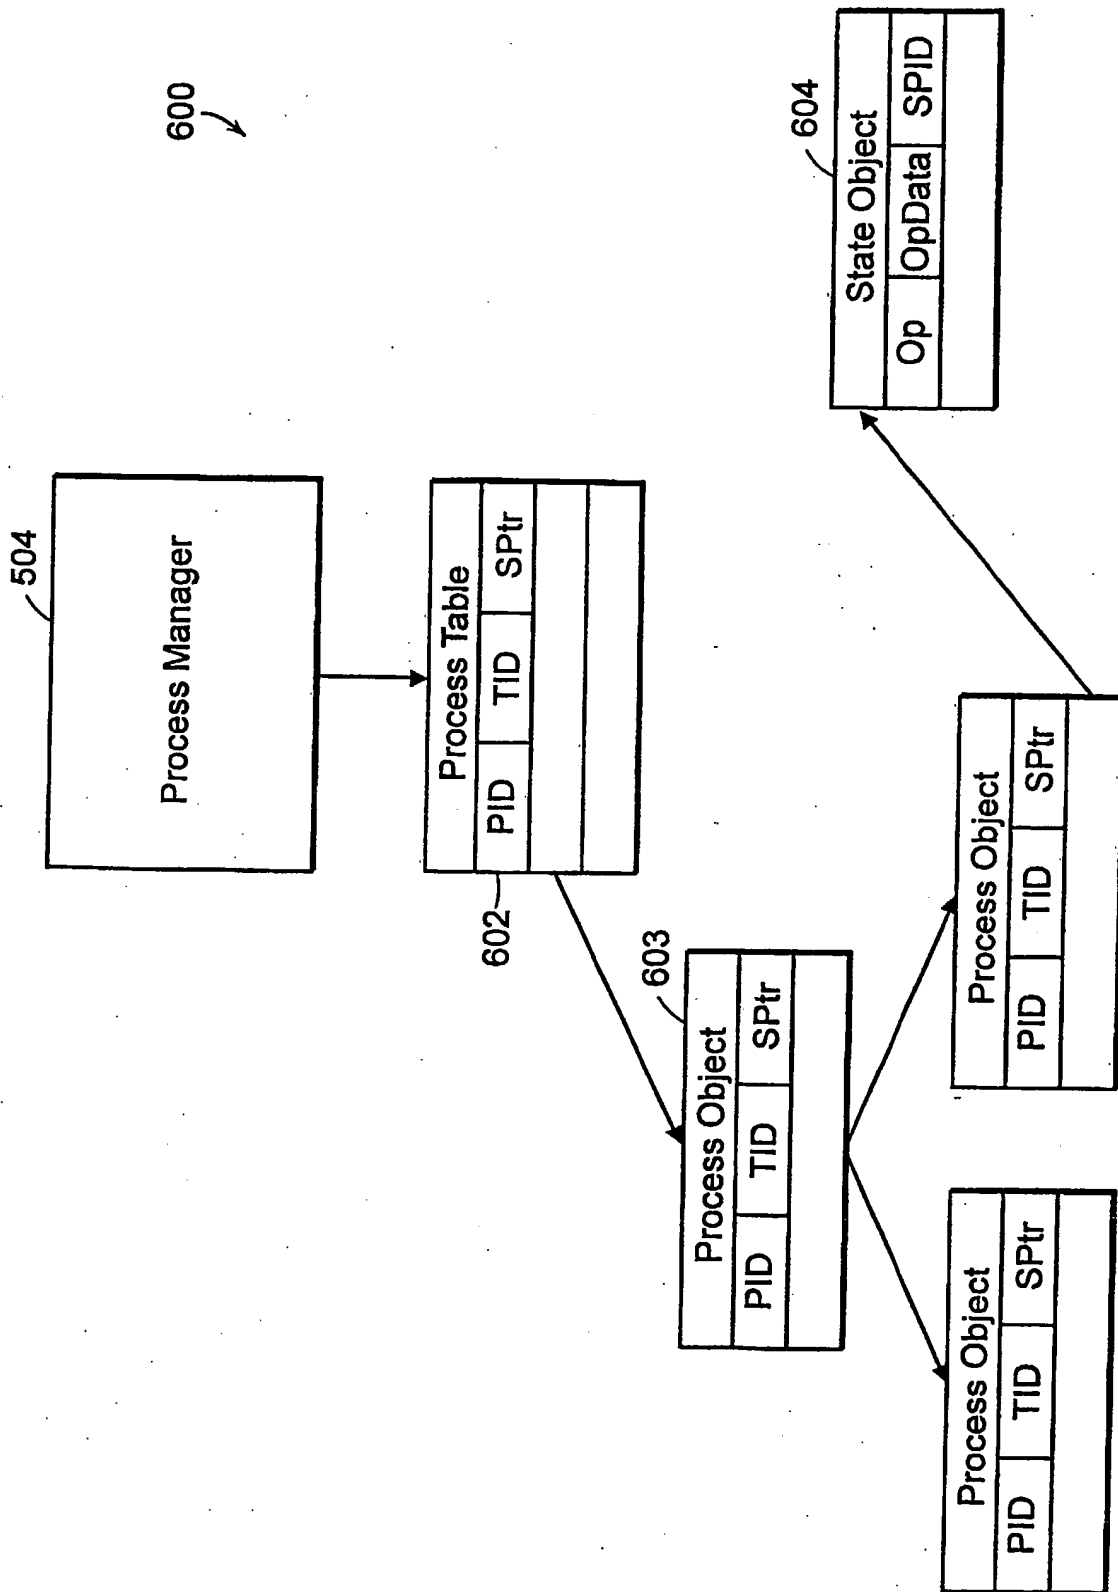 600
504
Process Manager
Process Table
PID TID SPtr
602
603
Process Object
PID TID SPtr
604
State Object
Op OpData SPID
Process Object
PID TID SPtr
Process Object
PID TID SPtr